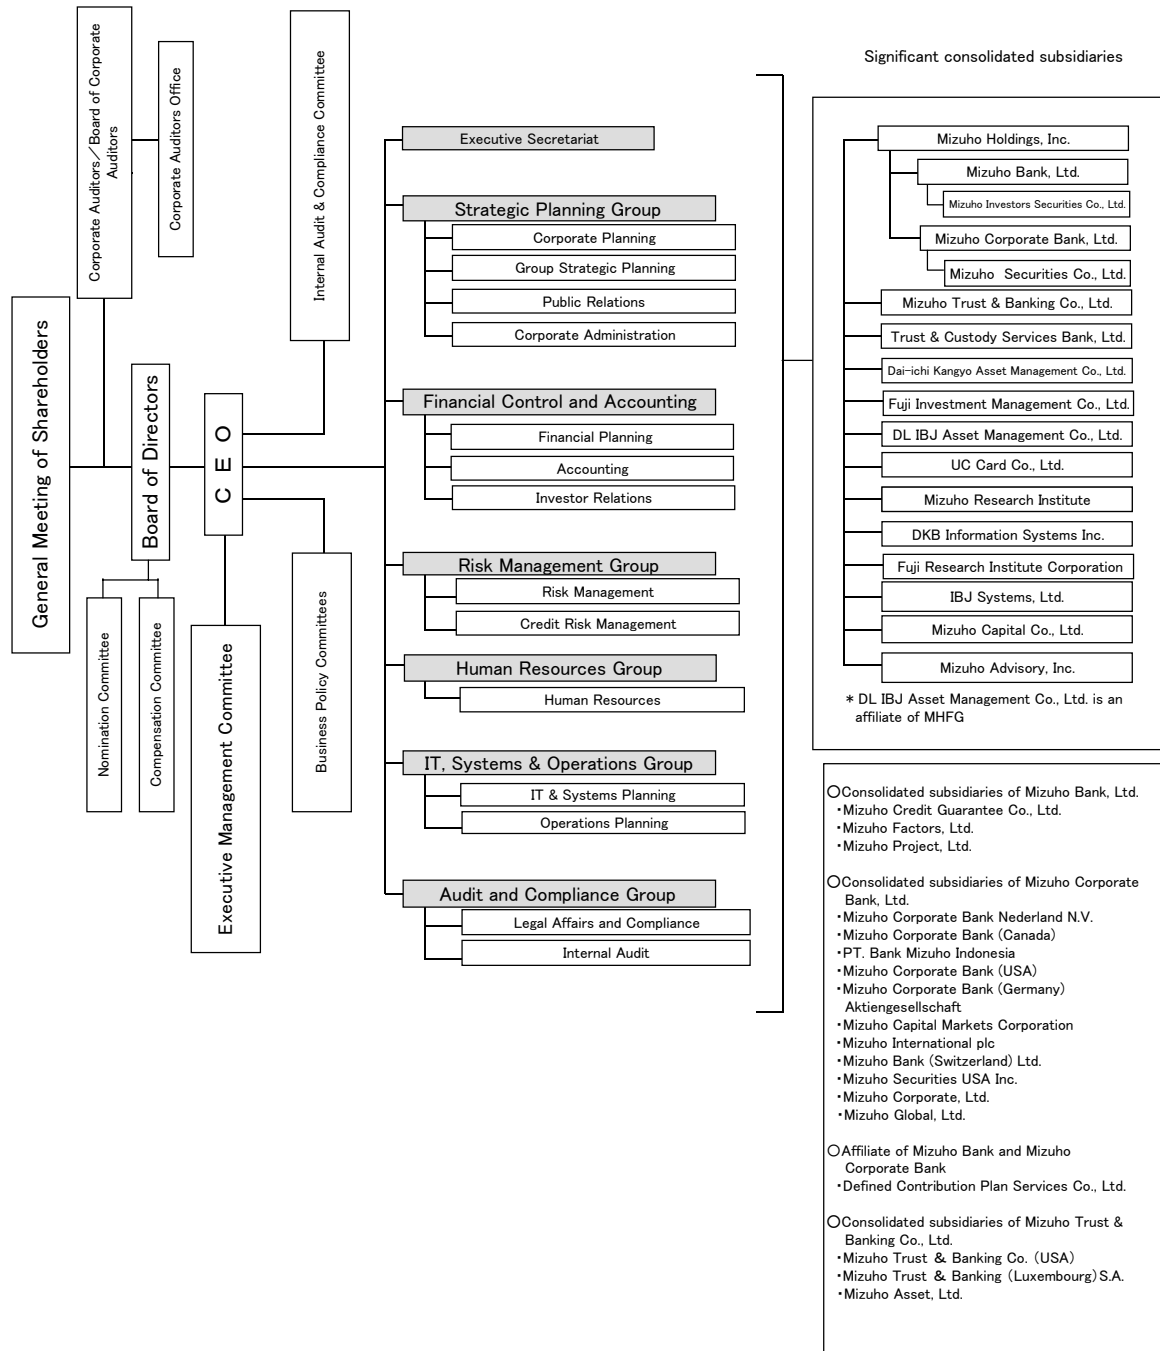 Corporate Auditors／Board of Corporate
Auditors
Corporate Auditors Office
General Meeting of Shareholders
Board of Directors
Nomination Committee
Compensation Committee
C E O
Internal Audit & Compliance Committee
Executive Management Committee
Business Policy Committees
Executive Secretariat
Strategic Planning Group
Corporate Planning
Group Strategic Planning
Public Relations
Corporate Administration
Financial Control and Accounting
Financial Planning
Accounting
Investor Relations
Risk Management Group
Risk Management
Credit Risk Management
Human Resources Group
Human Resources
IT, Systems & Operations Group
IT & Systems Planning
Operations Planning
Audit and Compliance Group
Legal Affairs and Compliance
Internal Audit
Significant consolidated subsidiaries
Mizuho Holdings, Inc.
Mizuho Bank, Ltd.
Mizuho Investors Securities Co., Ltd.
Mizuho Corporate Bank, Ltd.
Mizuho Securities Co., Ltd.
Mizuho Trust & Banking Co., Ltd.
Trust & Custody Services Bank, Ltd.
Dai-ichi Kangyo Asset Management Co., Ltd.
Fuji Investment Management Co., Ltd.
DL IBJ Asset Management Co., Ltd.
UC Card Co., Ltd.
Mizuho Research Institute
DKB Information Systems Inc.
Fuji Research Institute Corporation
IBJ Systems, Ltd.
Mizuho Capital Co., Ltd.
Mizuho Advisory, Inc.
* DL IBJ Asset Management Co., Ltd. is an
affiliate of MHFG
○Consolidated subsidiaries of Mizuho Bank, Ltd.
・Mizuho Credit Guarantee Co., Ltd.
・Mizuho Factors, Ltd.
・Mizuho Project, Ltd.
○Consolidated subsidiaries of Mizuho Corporate
Bank, Ltd.
・Mizuho Corporate Bank Nederland N.V.
・Mizuho Corporate Bank (Canada)
・PT. Bank Mizuho Indonesia
・Mizuho Corporate Bank (USA)
・Mizuho Corporate Bank (Germany)
Aktiengesellschaft
・Mizuho Capital Markets Corporation
・Mizuho International plc
・Mizuho Bank (Switzerland) Ltd.
・Mizuho Securities USA Inc.
・Mizuho Corporate, Ltd.
・Mizuho Global, Ltd.
○Affiliate of Mizuho Bank and Mizuho
Corporate Bank
・Defined Contribution Plan Services Co., Ltd.
○Consolidated subsidiaries of Mizuho Trust &
Banking Co., Ltd.
・Mizuho Trust & Banking Co. (USA)
・Mizuho Trust & Banking (Luxembourg) S.A.
・Mizuho Asset, Ltd.